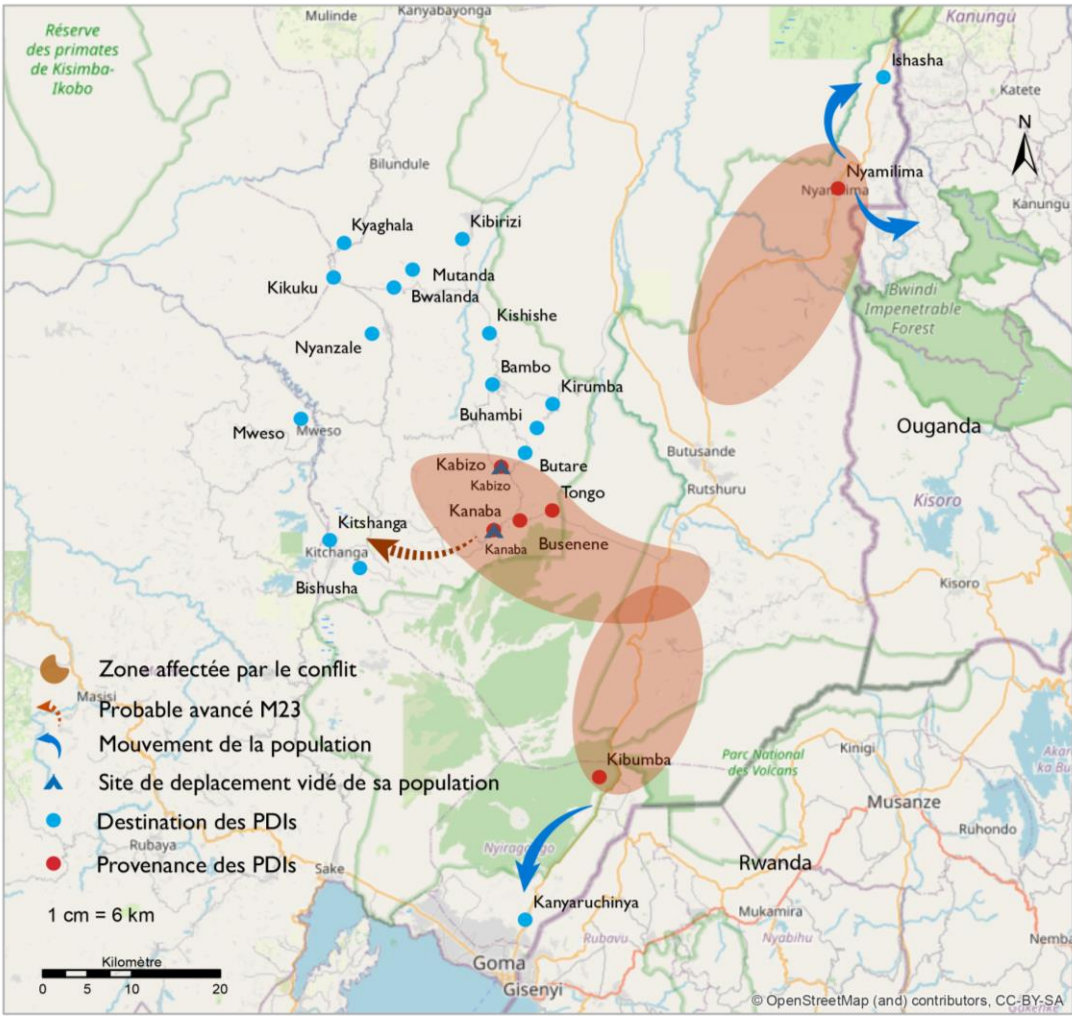 Mulinde
Kanyabayonga
Kanungu
Réserve
des primates
de Kisimba-
Ikobo
Ishasha
Katete
N
Bilundule
Nyamilima
Kanungu
Kyaghala
Kibirizi
Mutanda
Kikuku
Bwalanda
Bwindi
Impenetrable
Forest
Kishishe
Nyanzale
Bambo
Kirumba
Buhambi
Ouganda
Mweso
Mweso
Butusande
Kabizo
Butare
Kabizo
Rutshuru
Tongo
Kisoro
Kanaba
Kitshanga
Busenene
Kanaba
Kitchanga
Kisoro
Bishusha
Zone affectée par le conflit
Masisi
Probable avancé M23
Mouvement de la population
Kibumba
Parc National
des Volcans
Kinigi
Site de deplacement vidé de sa population
Musanze
Destination des PDIs
Ruhondo
Rubaya
Nyiragongo
Provenance des PDIs
Sake
Rwanda
Kanyaruchinya
1 cm = 6 km
Mukamira
Rubavu
Nyabihu
Kilomètre
Goma
0 5 10 20
Gisenyi
© OpenStreetMap (and) contributors, CC-BY-SA